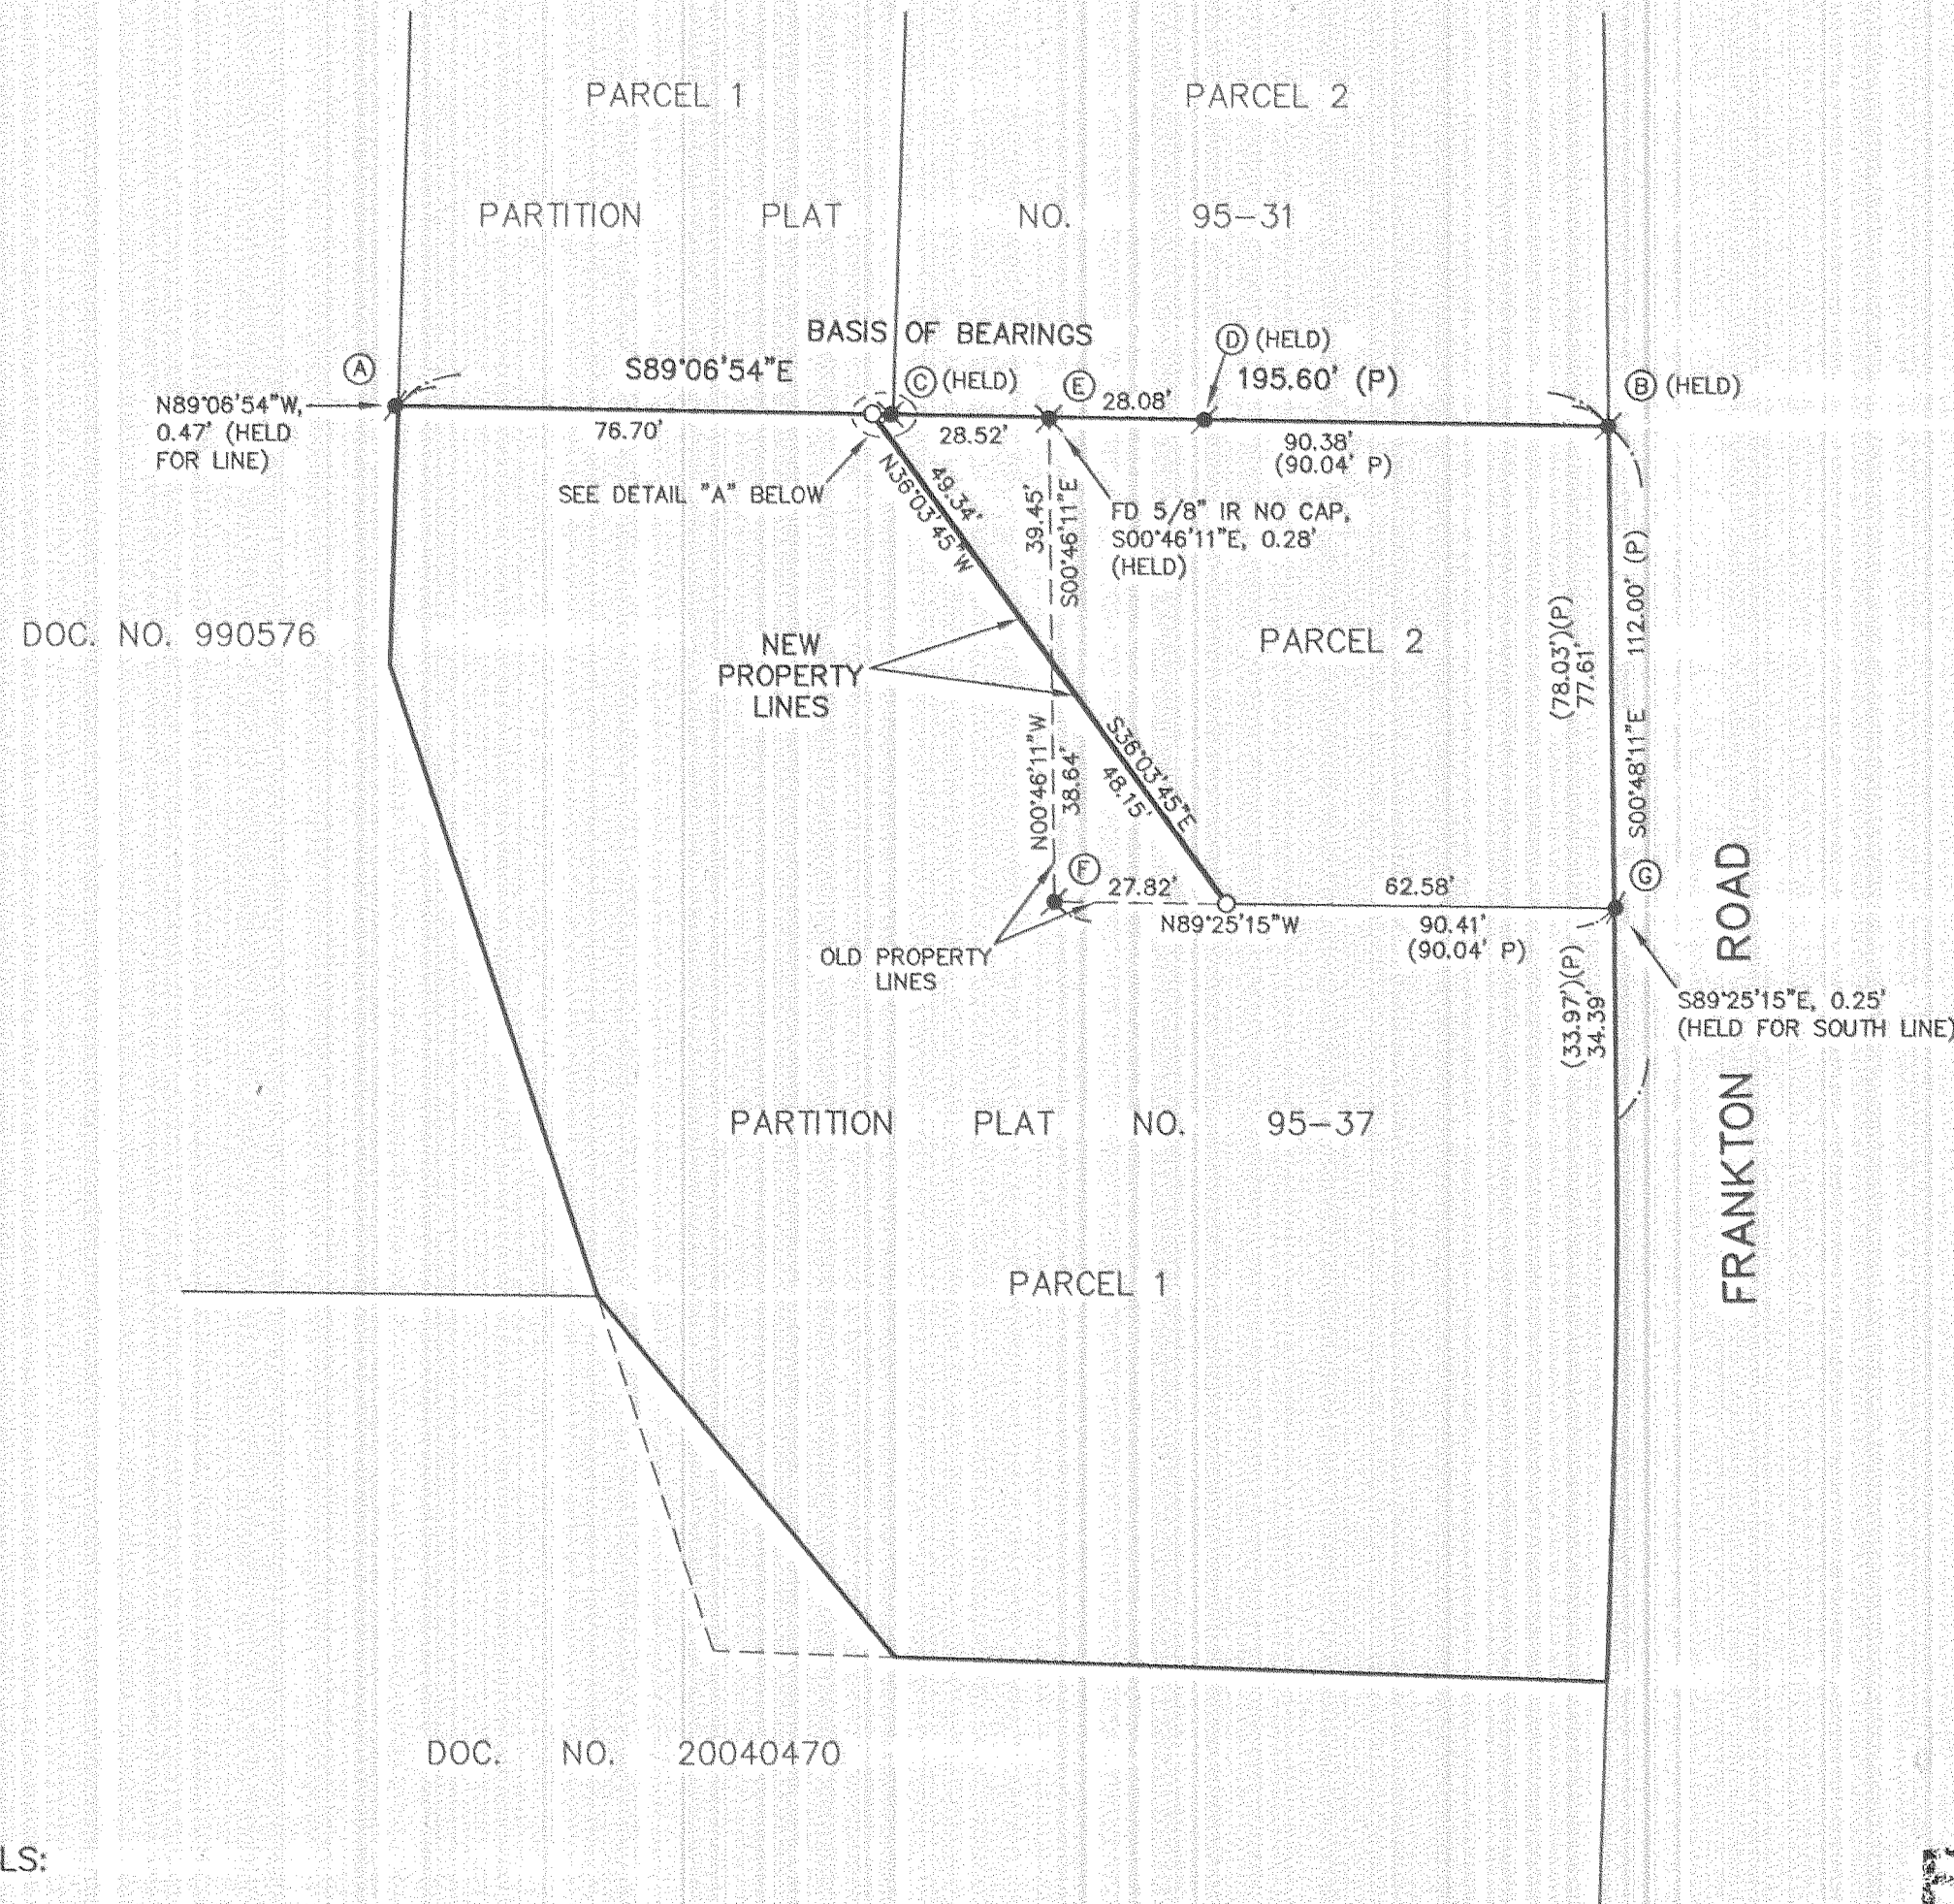 PARCEL 1
PARCEL 2
PARTITION PLAT NO. 95-31
BASIS OF BEARINGS
S89°06'54"E
195.60' (P)
A
N89°06'54"W,
0.47' (HELD
FOR LINE)
C (HELD)
E
28.08'
D (HELD)
B (HELD)
76.70'
28.52'
90.38'
(90.04' P)
SEE DETAIL "A" BELOW
49.34'
N36°03'45"W
39.45'
S00°46'11"E
FD 5/8" IR NO CAP,
S00°46'11"E, 0.28'
(HELD)
S00°48'11"E 112.00' (P)
(78.03')(P)
77.61'
DOC. NO. 990576
NEW
PROPERTY
LINES
PARCEL 2
N00°46'11"W
38.64'
S36°03'45"E
48.15'
F
27.82'
62.58'
G
N89°25'15"W
90.41'
(90.04' P)
OLD PROPERTY
LINES
(33.97')(P)
34.39'
S89°25'15"E, 0.25'
(HELD FOR SOUTH LINE)
FRANKTON ROAD
PARTITION PLAT NO. 95-37
PARCEL 1
DOC. NO. 20040470
LS: